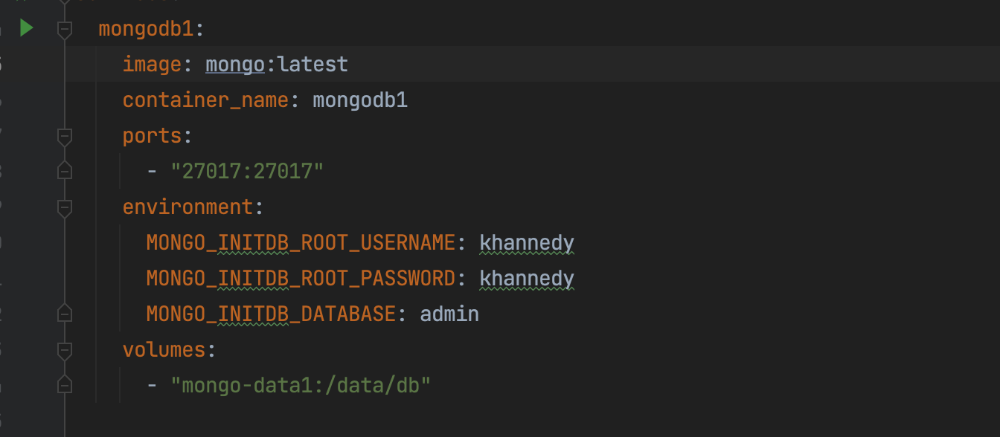 mongodb1:
image: mongo:latest
container_name: mongodb1
ports:
- "27017:27017"
environment:
MONGO_INITDB_ROOT_USERNAME: khannedy
MONGO_INITDB_ROOT_PASSWORD: khannedy
MONGO_INITDB_DATABASE: admin
volumes:
- "mongo-data1:/data/db"